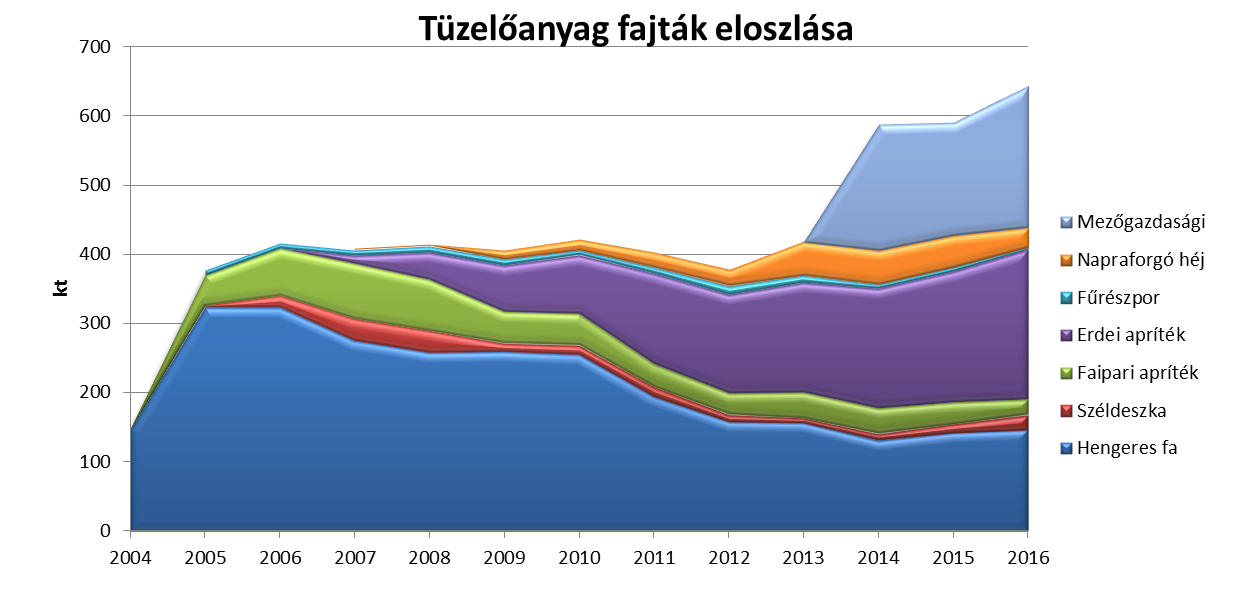 Tüzelőanyag fajták eloszlása
700
600
500
400
300
200
100
0
kt
2004 2005 2006 2007 2008 2009 2010 2011 2012 2013 2014 2015 2016
Mezőgazdasági
Napraforgó héj
Fűrészpor
Erdei apríték
Faipari apríték
Széldeszka
Hengeres fa